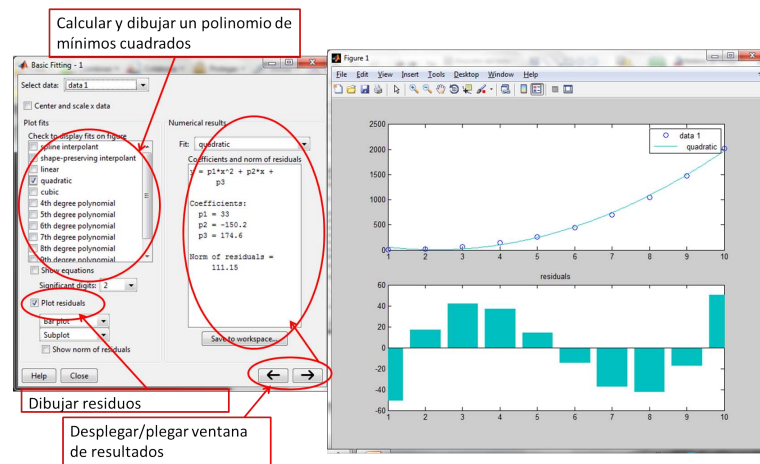 Calcular y dibujar un polinomio de
mínimos cuadrados
Basic Fitting - 1
Select data: data 1
Center and scale x data
Plot fits
Check to display fits on figure
spline interpolant
shape-preserving interpolant
linear
quadratic
cubic
4th degree polynomial
5th degree polynomial
6th degree polynomial
7th degree polynomial
8th degree polynomial
9th degree polynomial
Show equations
Significant digits: 2
Plot residuals
Bar plot
Subplot
Show norm of residuals
Help Close
Numerical results
Fit: quadratic
Coefficients and norm of residuals
y = p1*x^2 + p2*x +
p3
Coefficients:
p1 = 33
p2 = -150.2
p3 = 174.6
Norm of residuals =
111.15
Save to workspace...
← →
Dibujar residuos
Desplegar/plegar ventana
de resultados
Figure 1
File Edit View Insert Tools Desktop Window Help
2500
2000
1500
1000
500
0
1 2 3 4 5 6 7 8 9 10
data 1
quadratic
residuals
60
40
20
0
-20
-40
-60
1 2 3 4 5 6 7 8 9 10